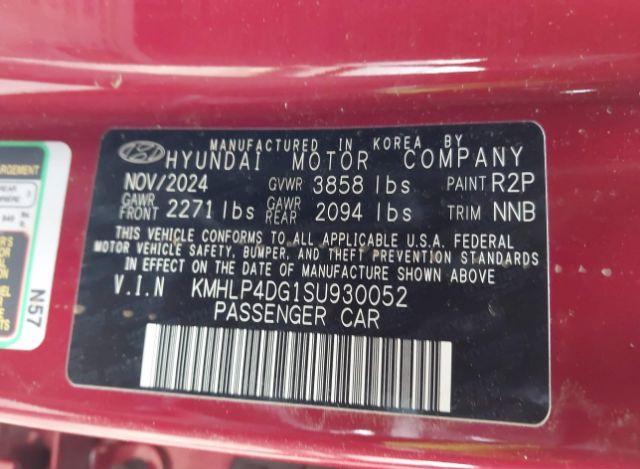 MANUFACTURED IN KOREA BY
HYUNDAI MOTOR COMPANY
NOV/2024 GVWR 3858 lbs PAINT R2P
GAWR FRONT 2271 lbs GAWR REAR 2094 lbs TRIM NNB
THIS VEHICLE CONFORMS TO ALL APPLICABLE U.S.A. FEDERAL
MOTOR VEHICLE SAFETY, BUMPER, AND THEFT PREVENTION STANDARDS
IN EFFECT ON THE DATE OF MANUFACTURE SHOWN ABOVE
V.I.N KMHLP4DG1SU930052
PASSENGER CAR
N57